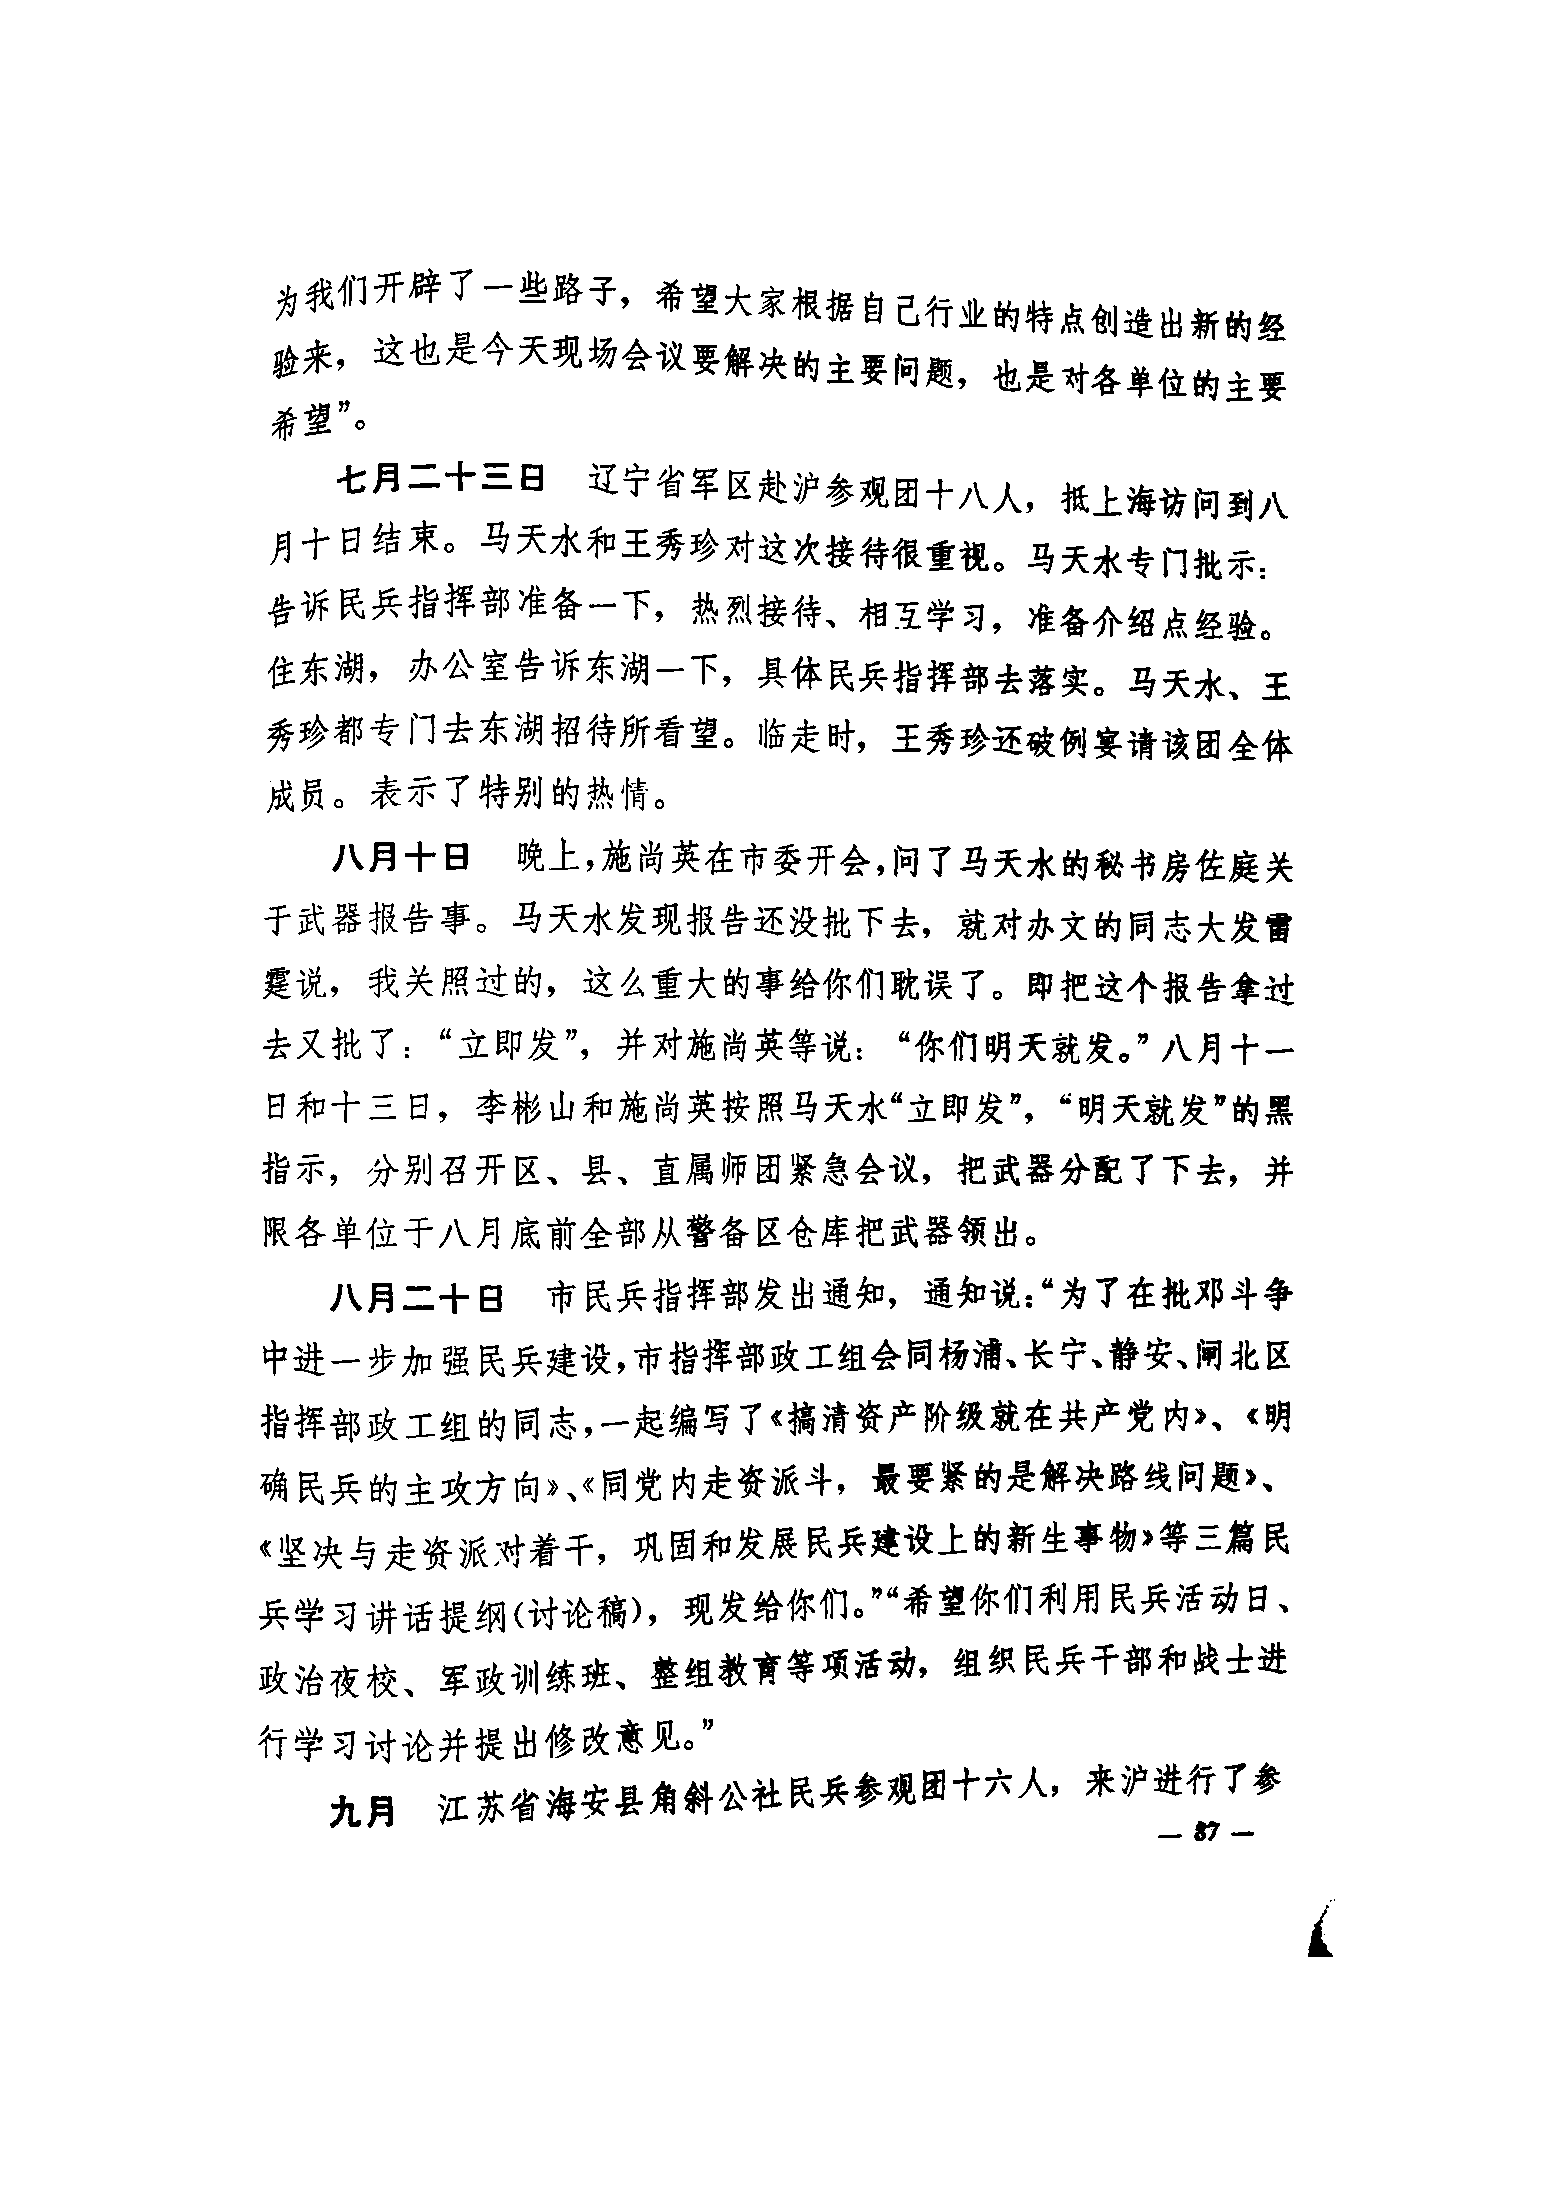 为我们开辟了一些路子，希望大家根据自己行业的特点创造出新的经
验来，这也是今天现场会议要解决的主要问题，也是对各单位的主要
希望”。
七月二十三日　辽宁省军区赴沪参观团十八人，抵上海访问到八
月十日结束。马天水和王秀珍对这次接待很重视。马天水专门批示：
告诉民兵指挥部准备一下，热烈接待、相互学习，准备介绍点经验。
住东湖，办公室告诉东湖一下，具体民兵指挥部去落实。马天水、王
秀珍都专门去东湖招待所看望。临走时，王秀珍还破例宴请该团全体
成员。表示了特别的热情。
八月十日　晚上，施尚英在市委开会，问了马天水的秘书房佐庭关
于武器报告事。马天水发现报告还没批下去，就对办文的同志大发雷
霆说，我关照过的，这么重大的事给你们耽误了。即把这个报告拿过
去又批了：“立即发”，并对施尚英等说：“你们明天就发。”八月十一
日和十三日，李彬山和施尚英按照马天水“立即发”，“明天就发”的黑
指示，分别召开区、县、直属师团紧急会议，把武器分配了下去，并
限各单位于八月底前全部从警备区仓库把武器领出。
八月二十日　市民兵指挥部发出通知，通知说：“为了在批邓斗争
中进一步加强民兵建设，市指挥部政工组会同杨浦、长宁、静安、闸北区
指挥部政工组的同志，一起编写了《搞清资产阶级就在共产党内》、《明
确民兵的主攻方向》、《同党内走资派斗，最要紧的是解决路线问题》、
《坚决与走资派对着干，巩固和发展民兵建设上的新生事物》等三篇民
兵学习讲话提纲（讨论稿），现发给你们。”“希望你们利用民兵活动日、
政治夜校、军政训练班、整组教育等项活动，组织民兵干部和战士进
行学习讨论并提出修改意见。”
九月　江苏省海安县角斜公社民兵参观团十六人，来沪进行了参
— 87 —